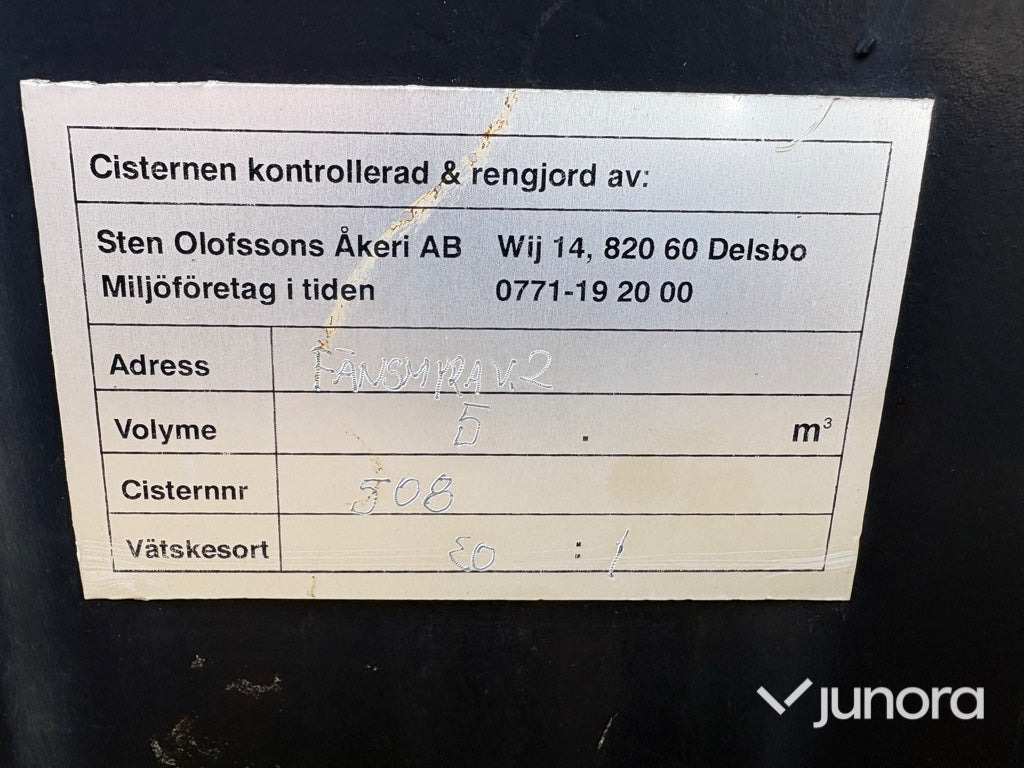 Cisternen kontrollerad & rengjord av:
Sten Olofssons Åkeri AB Wij 14, 820 60 Delsbo
Miljöföretag i tiden 0771-19 20 00
Adress FÄNSMYRA V.2
Volyme 5 . m³
Cisternnr 508
Vätskesort EO : 1
junora